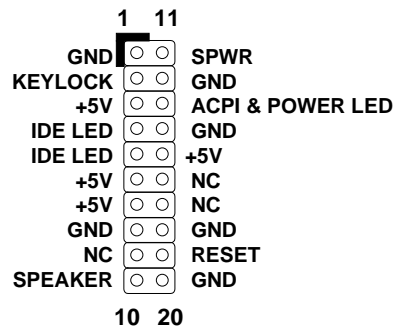 1 11
GND SPWR
KEYLOCK GND
+5V ACPI & POWER LED
IDE LED GND
IDE LED +5V
+5V NC
+5V NC
GND GND
NC RESET
SPEAKER GND
10 20